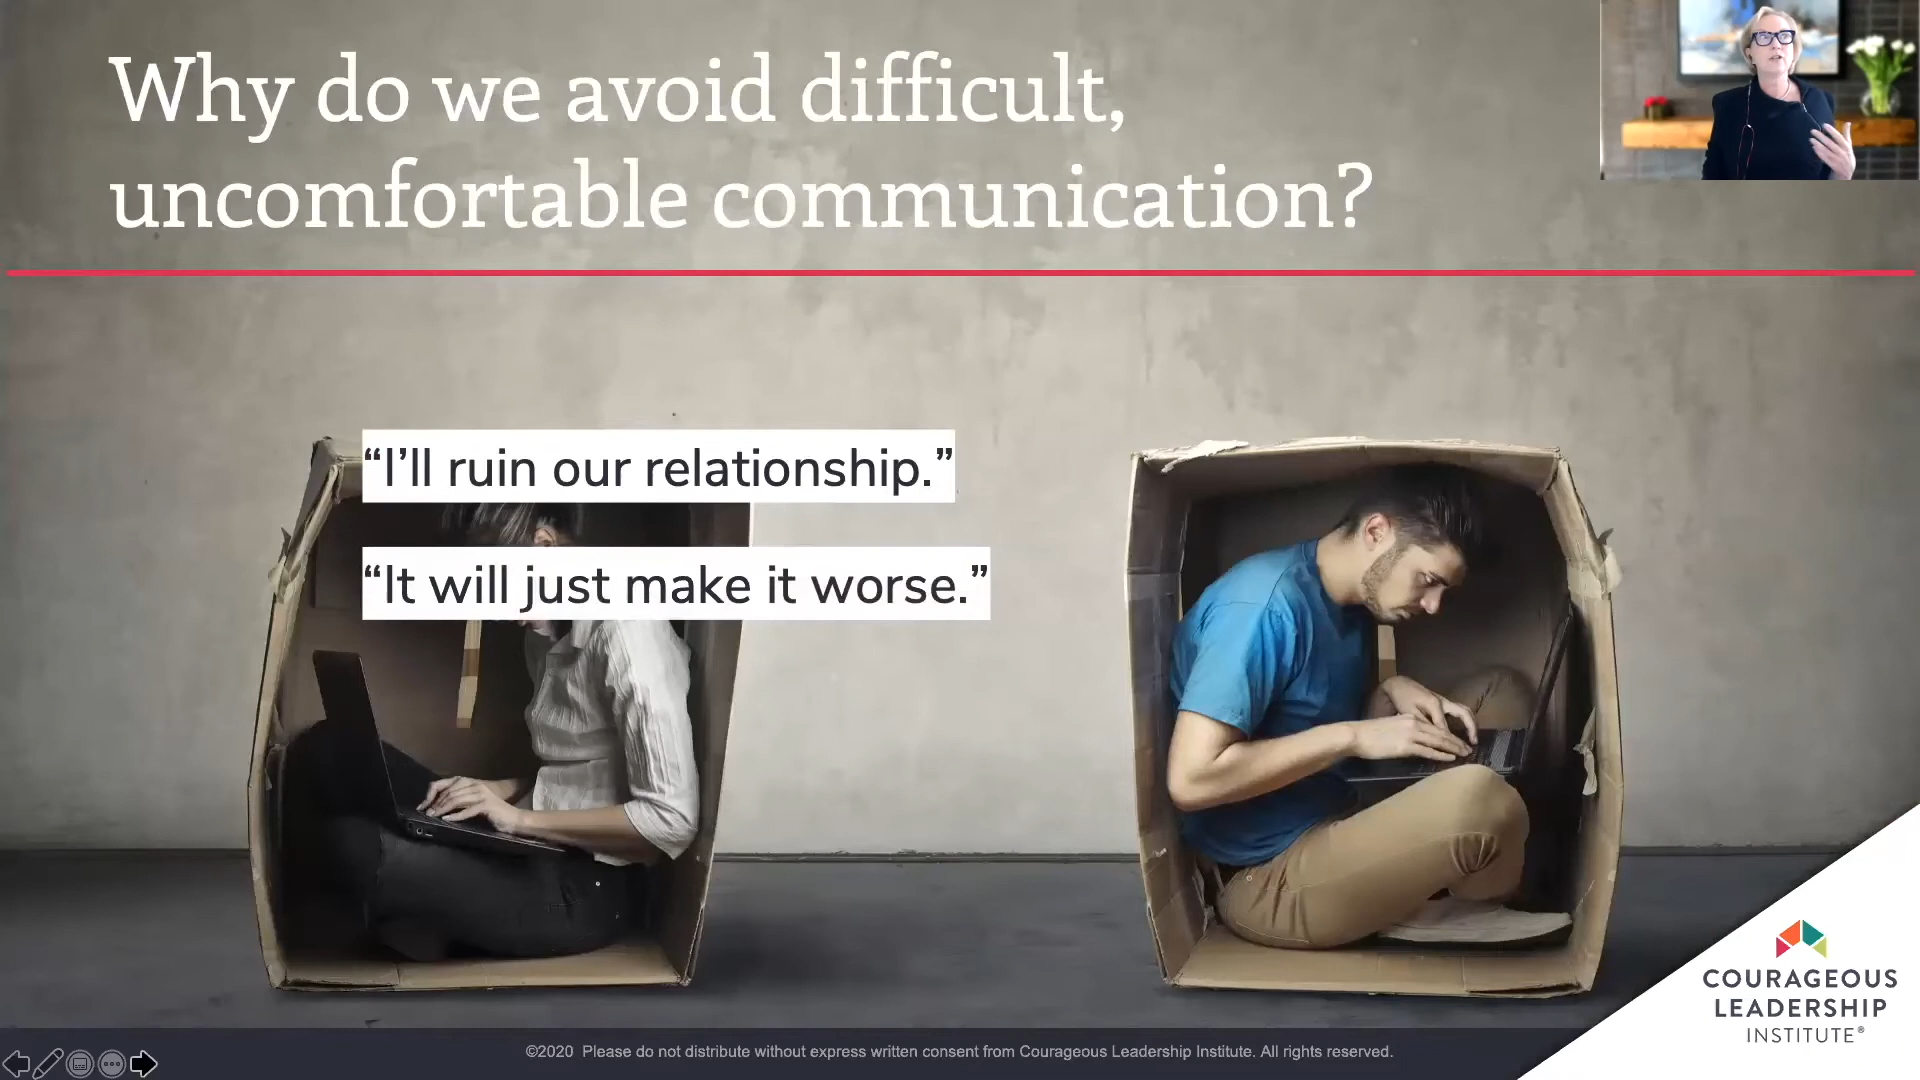 Why do we avoid difficult,
uncomfortable communication?
“I’ll ruin our relationship.”
“It will just make it worse.”
COURAGEOUS
LEADERSHIP
INSTITUTE®
©2020 Please do not distribute without express written consent from Courageous Leadership Institute. All rights reserved.